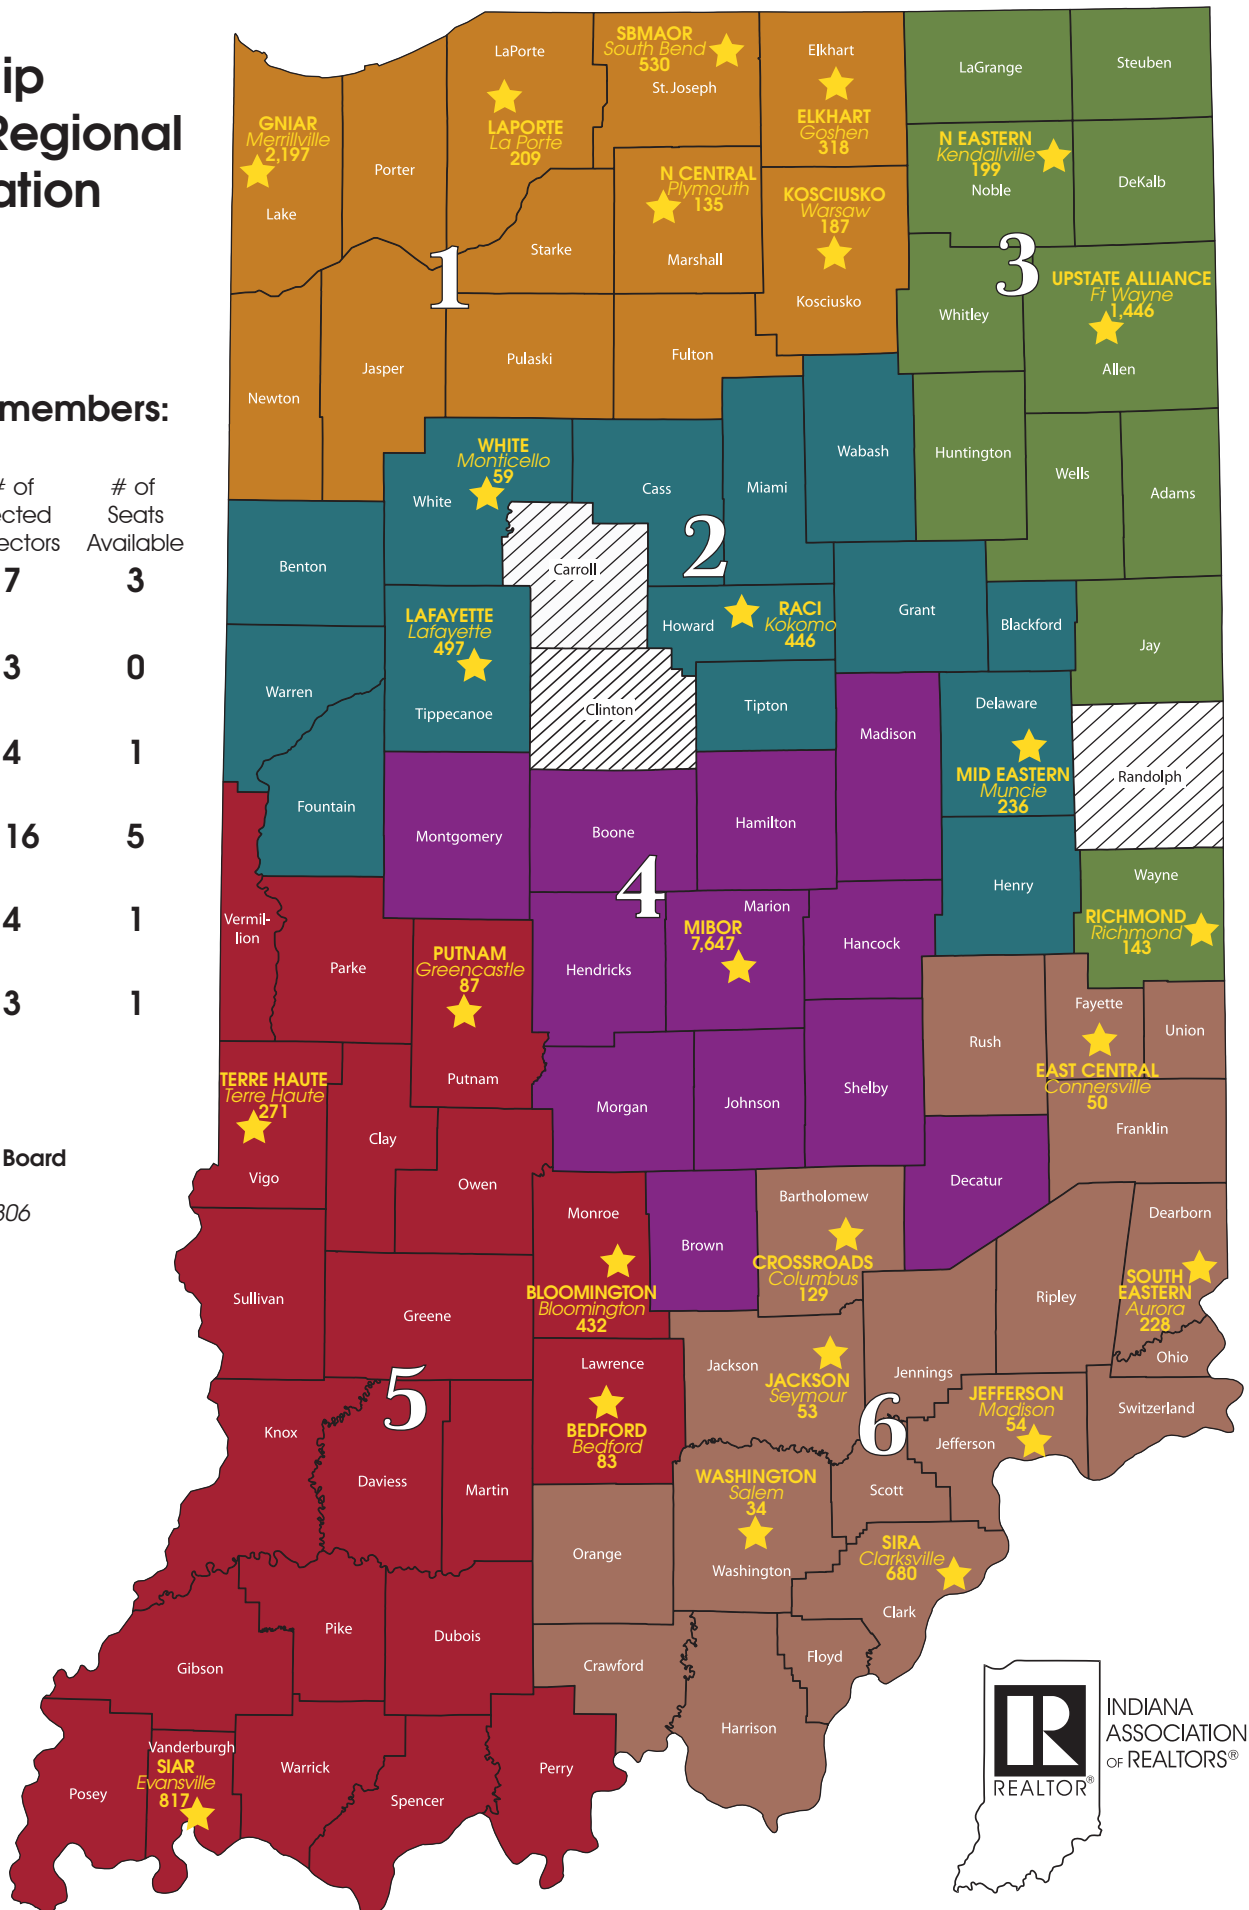 ip
Regional
ation
members:
# of
# of
ected
Seats
ectors
Available
7
3
3
0
4
1
16
5
4
1
3
1
Board
306
LaPorte
LAPORTE
La Porte
209
SBMAOR
South Bend
530
St. Joseph
Elkhart
ELKHART
Goshen
318
LaGrange
Steuben
GNIAR
Merrillville
2,197
Lake
Porter
N CENTRAL
Plymouth
135
Marshall
KOSCIUSKO
Warsaw
187
Kosciusko
N EASTERN
Kendallville
199
Noble
DeKalb
1
Starke
3
Whitley
UPSTATE ALLIANCE
Ft Wayne
1,446
Allen
Newton
Jasper
Pulaski
Fulton
WHITE
Monticello
59
White
Cass
Miami
Wabash
Huntington
Wells
Adams
2
Benton
Carroll
LAFAYETTE
Lafayette
497
Tippecanoe
Howard
RACI
Kokomo
446
Grant
Blackford
Jay
Warren
Clinton
Tipton
Madison
Delaware
MID EASTERN
Muncie
236
Randolph
Fountain
Montgomery
Boone
Hamilton
Henry
Wayne
RICHMOND
Richmond
143
4
Vermil-
lion
Parke
PUTNAM
Greencastle
87
Putnam
Hendricks
Marion
MIBOR
7,647
Hancock
Rush
Fayette
EAST CENTRAL
Connersville
50
Union
TERRE HAUTE
Terre Haute
271
Vigo
Clay
Owen
Morgan
Johnson
Shelby
Franklin
Decatur
Monroe
BLOOMINGTON
Bloomington
432
Brown
Bartholomew
CROSSROADS
Columbus
129
Dearborn
SOUTH
EASTERN
Aurora
228
Sullivan
Greene
Ripley
Ohio
5
Lawrence
BEDFORD
Bedford
83
Jackson
JACKSON
Seymour
53
Jennings
6
JEFFERSON
Madison
54
Jefferson
Switzerland
Knox
Daviess
Martin
WASHINGTON
Salem
34
Washington
Scott
Orange
SIRA
Clarksville
680
Clark
Pike
Dubois
Gibson
Crawford
Floyd
Harrison
Vanderburgh
SIAR
Evansville
817
Posey
Warrick
Spencer
Perry
R
REALTOR®
INDIANA
ASSOCIATION
OF REALTORS®